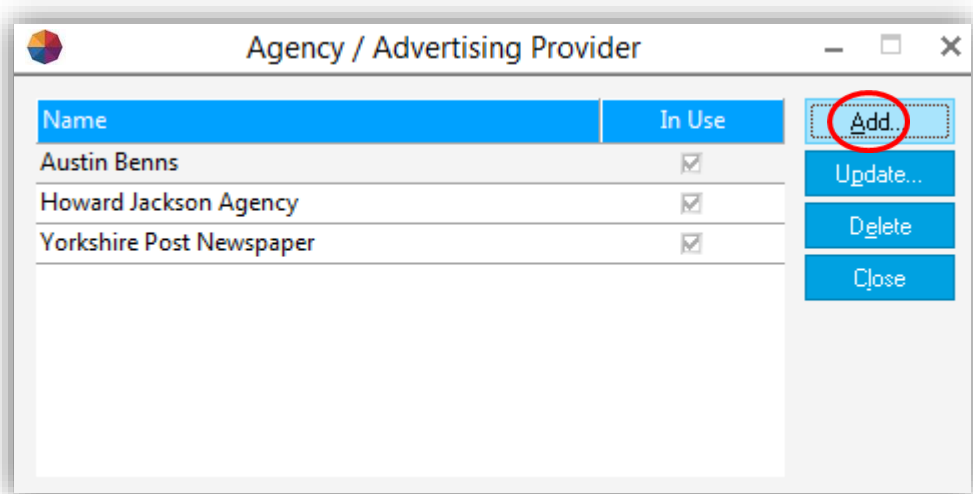 Agency / Advertising Provider
Name In Use Add...
Austin Benns
Update...
Howard Jackson Agency
Delete
Yorkshire Post Newspaper
Close